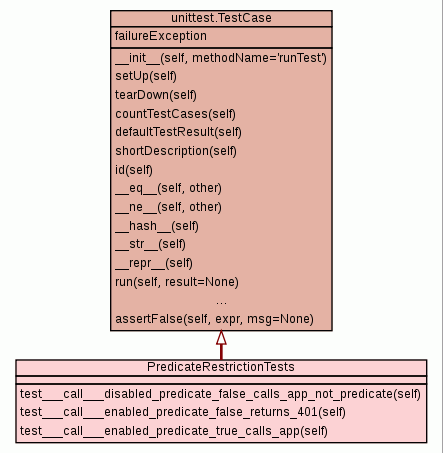 unittest.TestCase
failureException
__init__(self, methodName='runTest')
setUp(self)
tearDown(self)
countTestCases(self)
defaultTestResult(self)
shortDescription(self)
id(self)
__eq__(self, other)
__ne__(self, other)
__hash__(self)
__str__(self)
__repr__(self)
run(self, result=None)
...
assertFalse(self, expr, msg=None)
PredicateRestrictionTests
test___call___disabled_predicate_false_calls_app_not_predicate(self)
test___call___enabled_predicate_false_returns_401(self)
test___call___enabled_predicate_true_calls_app(self)